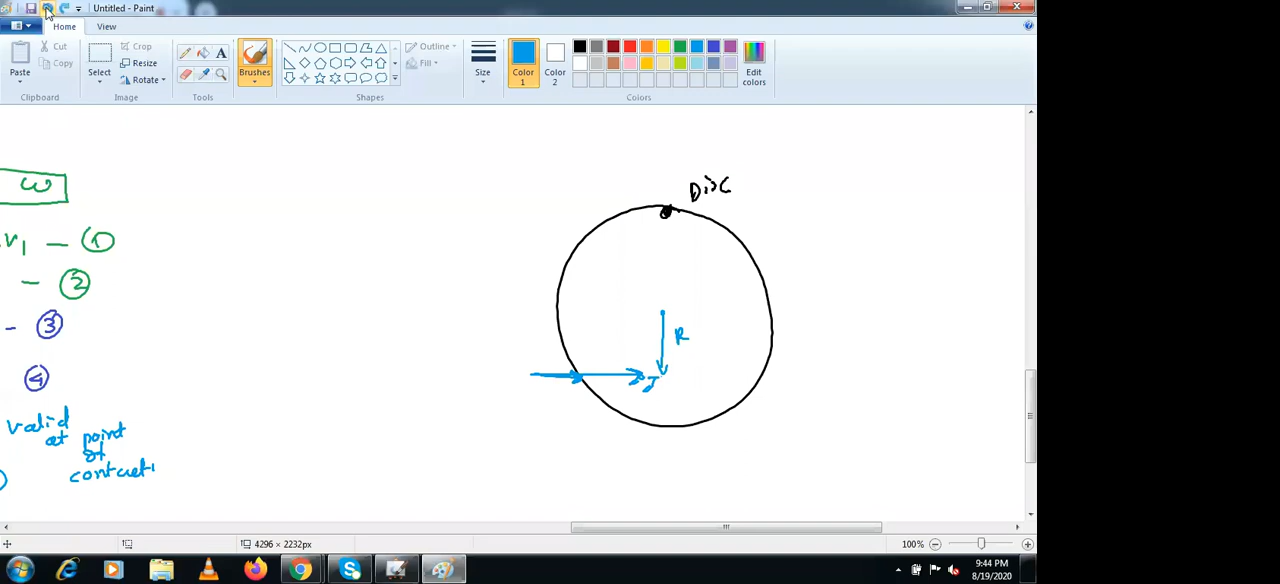 Untitled - Paint
Home View
Cut
Copy
Paste
Clipboard
Crop
Resize
Rotate
Select
Image
Tools
Brushes
Outline
Fill
Shapes
Size
Color 1
Color 2
Edit colors
Colors
Disc
ω
v1 — ①
— ②
- ③
④
valid
at point
of
contact
R
J
4296 × 2232px
100%
9:44 PM
8/19/2020